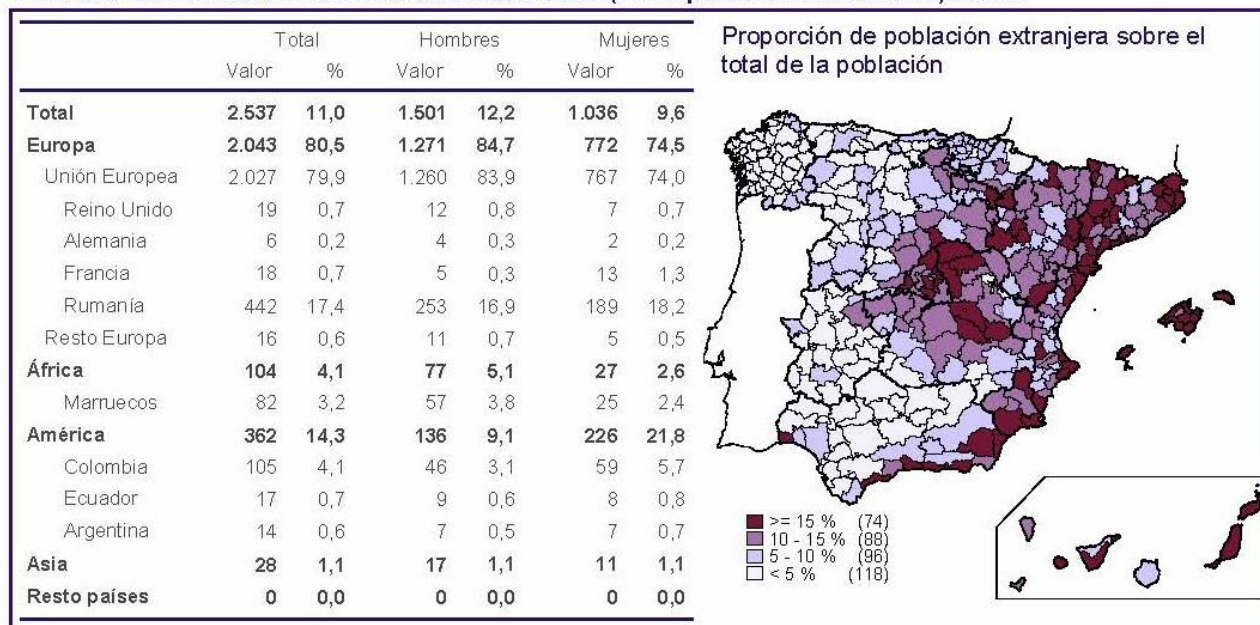 Total Hombres Mujeres
Valor % Valor % Valor %
Total 2.537 11,0 1.501 12,2 1.036 9,6
Europa 2.043 80,5 1.271 84,7 772 74,5
Unión Europea 2.027 79,9 1.260 83,9 767 74,0
Reino Unido 19 0,7 12 0,8 7 0,7
Alemania 6 0,2 4 0,3 2 0,2
Francia 18 0,7 5 0,3 13 1,3
Rumanía 442 17,4 253 16,9 189 18,2
Resto Europa 16 0,6 11 0,7 5 0,5
África 104 4,1 77 5,1 27 2,6
Marruecos 82 3,2 57 3,8 25 2,4
América 362 14,3 136 9,1 226 21,8
Colombia 105 4,1 46 3,1 59 5,7
Ecuador 17 0,7 9 0,6 8 0,8
Argentina 14 0,6 7 0,5 7 0,7
Asia 28 1,1 17 1,1 11 1,1
Resto países 0 0,0 0 0,0 0 0,0
Proporción de población extranjera sobre el
total de la población
>= 15 % (74)
10 - 15 % (88)
5 - 10 % (96)
< 5 % (118)